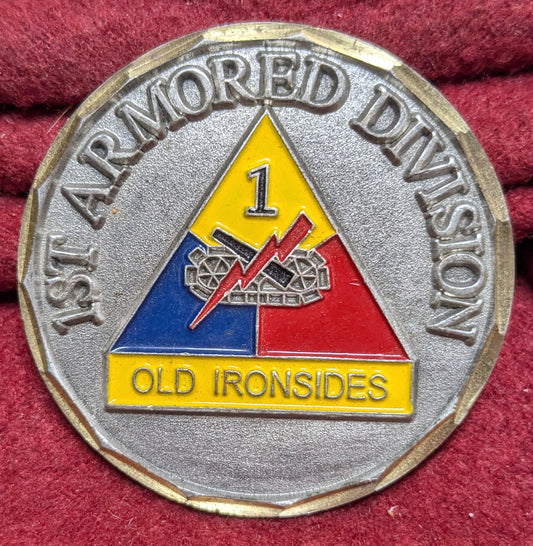 1ST ARMORED DIVISION
1
OLD IRONSIDES